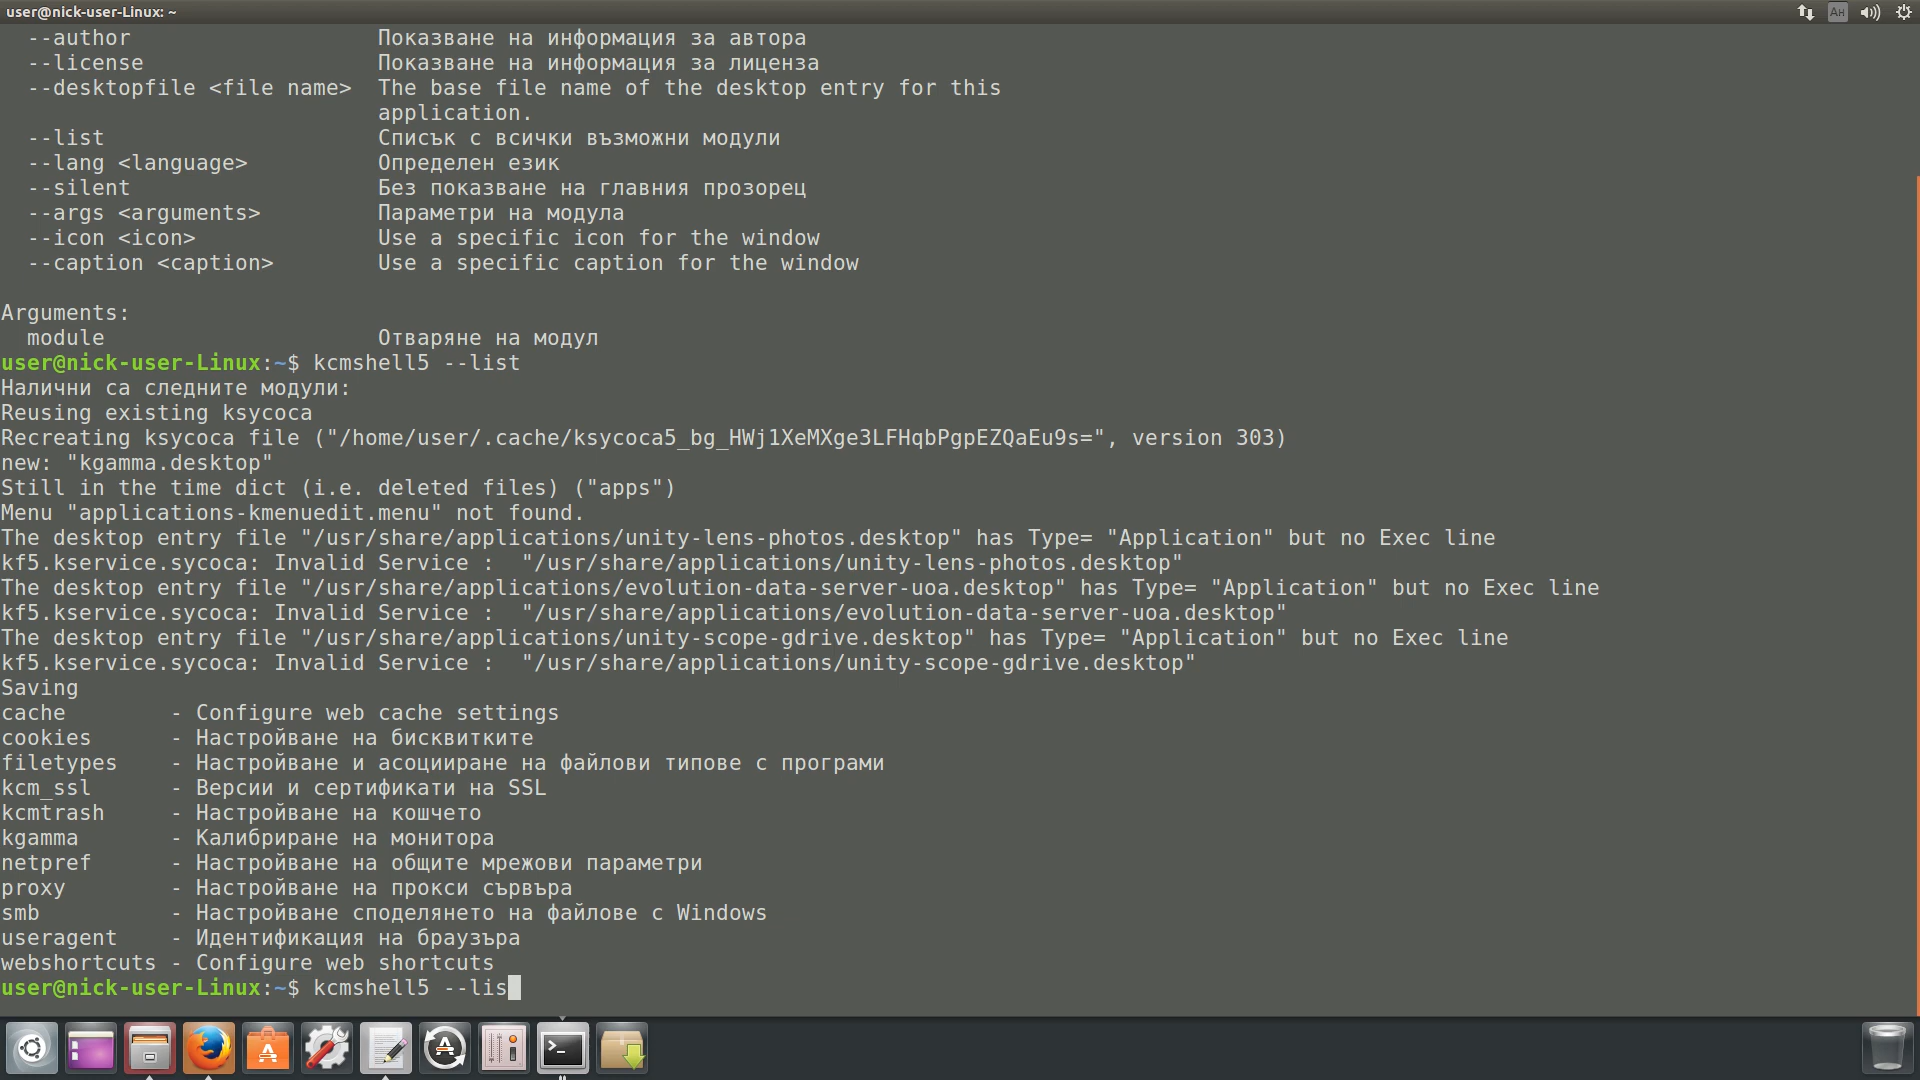 user@nick-user-Linux: ~
Ан
--author Показване на информация за автора
--license Показване на информация за лиценза
--desktopfile <file name> The base file name of the desktop entry for this
application.
--list Списък с всички възможни модули
--lang <language> Определен език
--silent Без показване на главния прозорец
--args <arguments> Параметри на модула
--icon <icon> Use a specific icon for the window
--caption <caption> Use a specific caption for the window
Arguments:
module Отваряне на модул
user@nick-user-Linux:~$ kcmshell5 --list
Налични са следните модули:
Reusing existing ksycoca
Recreating ksycoca file ("/home/user/.cache/ksycoca5_bg_HWj1XeMXge3LFHqbPgpEZQaEu9s=", version 303)
new: "kgamma.desktop"
Still in the time dict (i.e. deleted files) ("apps")
Menu "applications-kmenuedit.menu" not found.
The desktop entry file "/usr/share/applications/unity-lens-photos.desktop" has Type= "Application" but no Exec line
kf5.kservice.sycoca: Invalid Service :  "/usr/share/applications/unity-lens-photos.desktop"
The desktop entry file "/usr/share/applications/evolution-data-server-uoa.desktop" has Type= "Application" but no Exec line
kf5.kservice.sycoca: Invalid Service :  "/usr/share/applications/evolution-data-server-uoa.desktop"
The desktop entry file "/usr/share/applications/unity-scope-gdrive.desktop" has Type= "Application" but no Exec line
kf5.kservice.sycoca: Invalid Service :  "/usr/share/applications/unity-scope-gdrive.desktop"
Saving
cache - Configure web cache settings
cookies - Настройване на бисквитките
filetypes - Настройване и асоцииране на файлови типове с програми
kcm_ssl - Версии и сертификати на SSL
kcmtrash - Настройване на кошчето
kgamma - Калибриране на монитора
netpref - Настройване на общите мрежови параметри
proxy - Настройване на прокси сървъра
smb - Настройване споделянето на файлове с Windows
useragent - Идентификация на браузъра
webshortcuts - Configure web shortcuts
user@nick-user-Linux:~$ kcmshell5 --lis